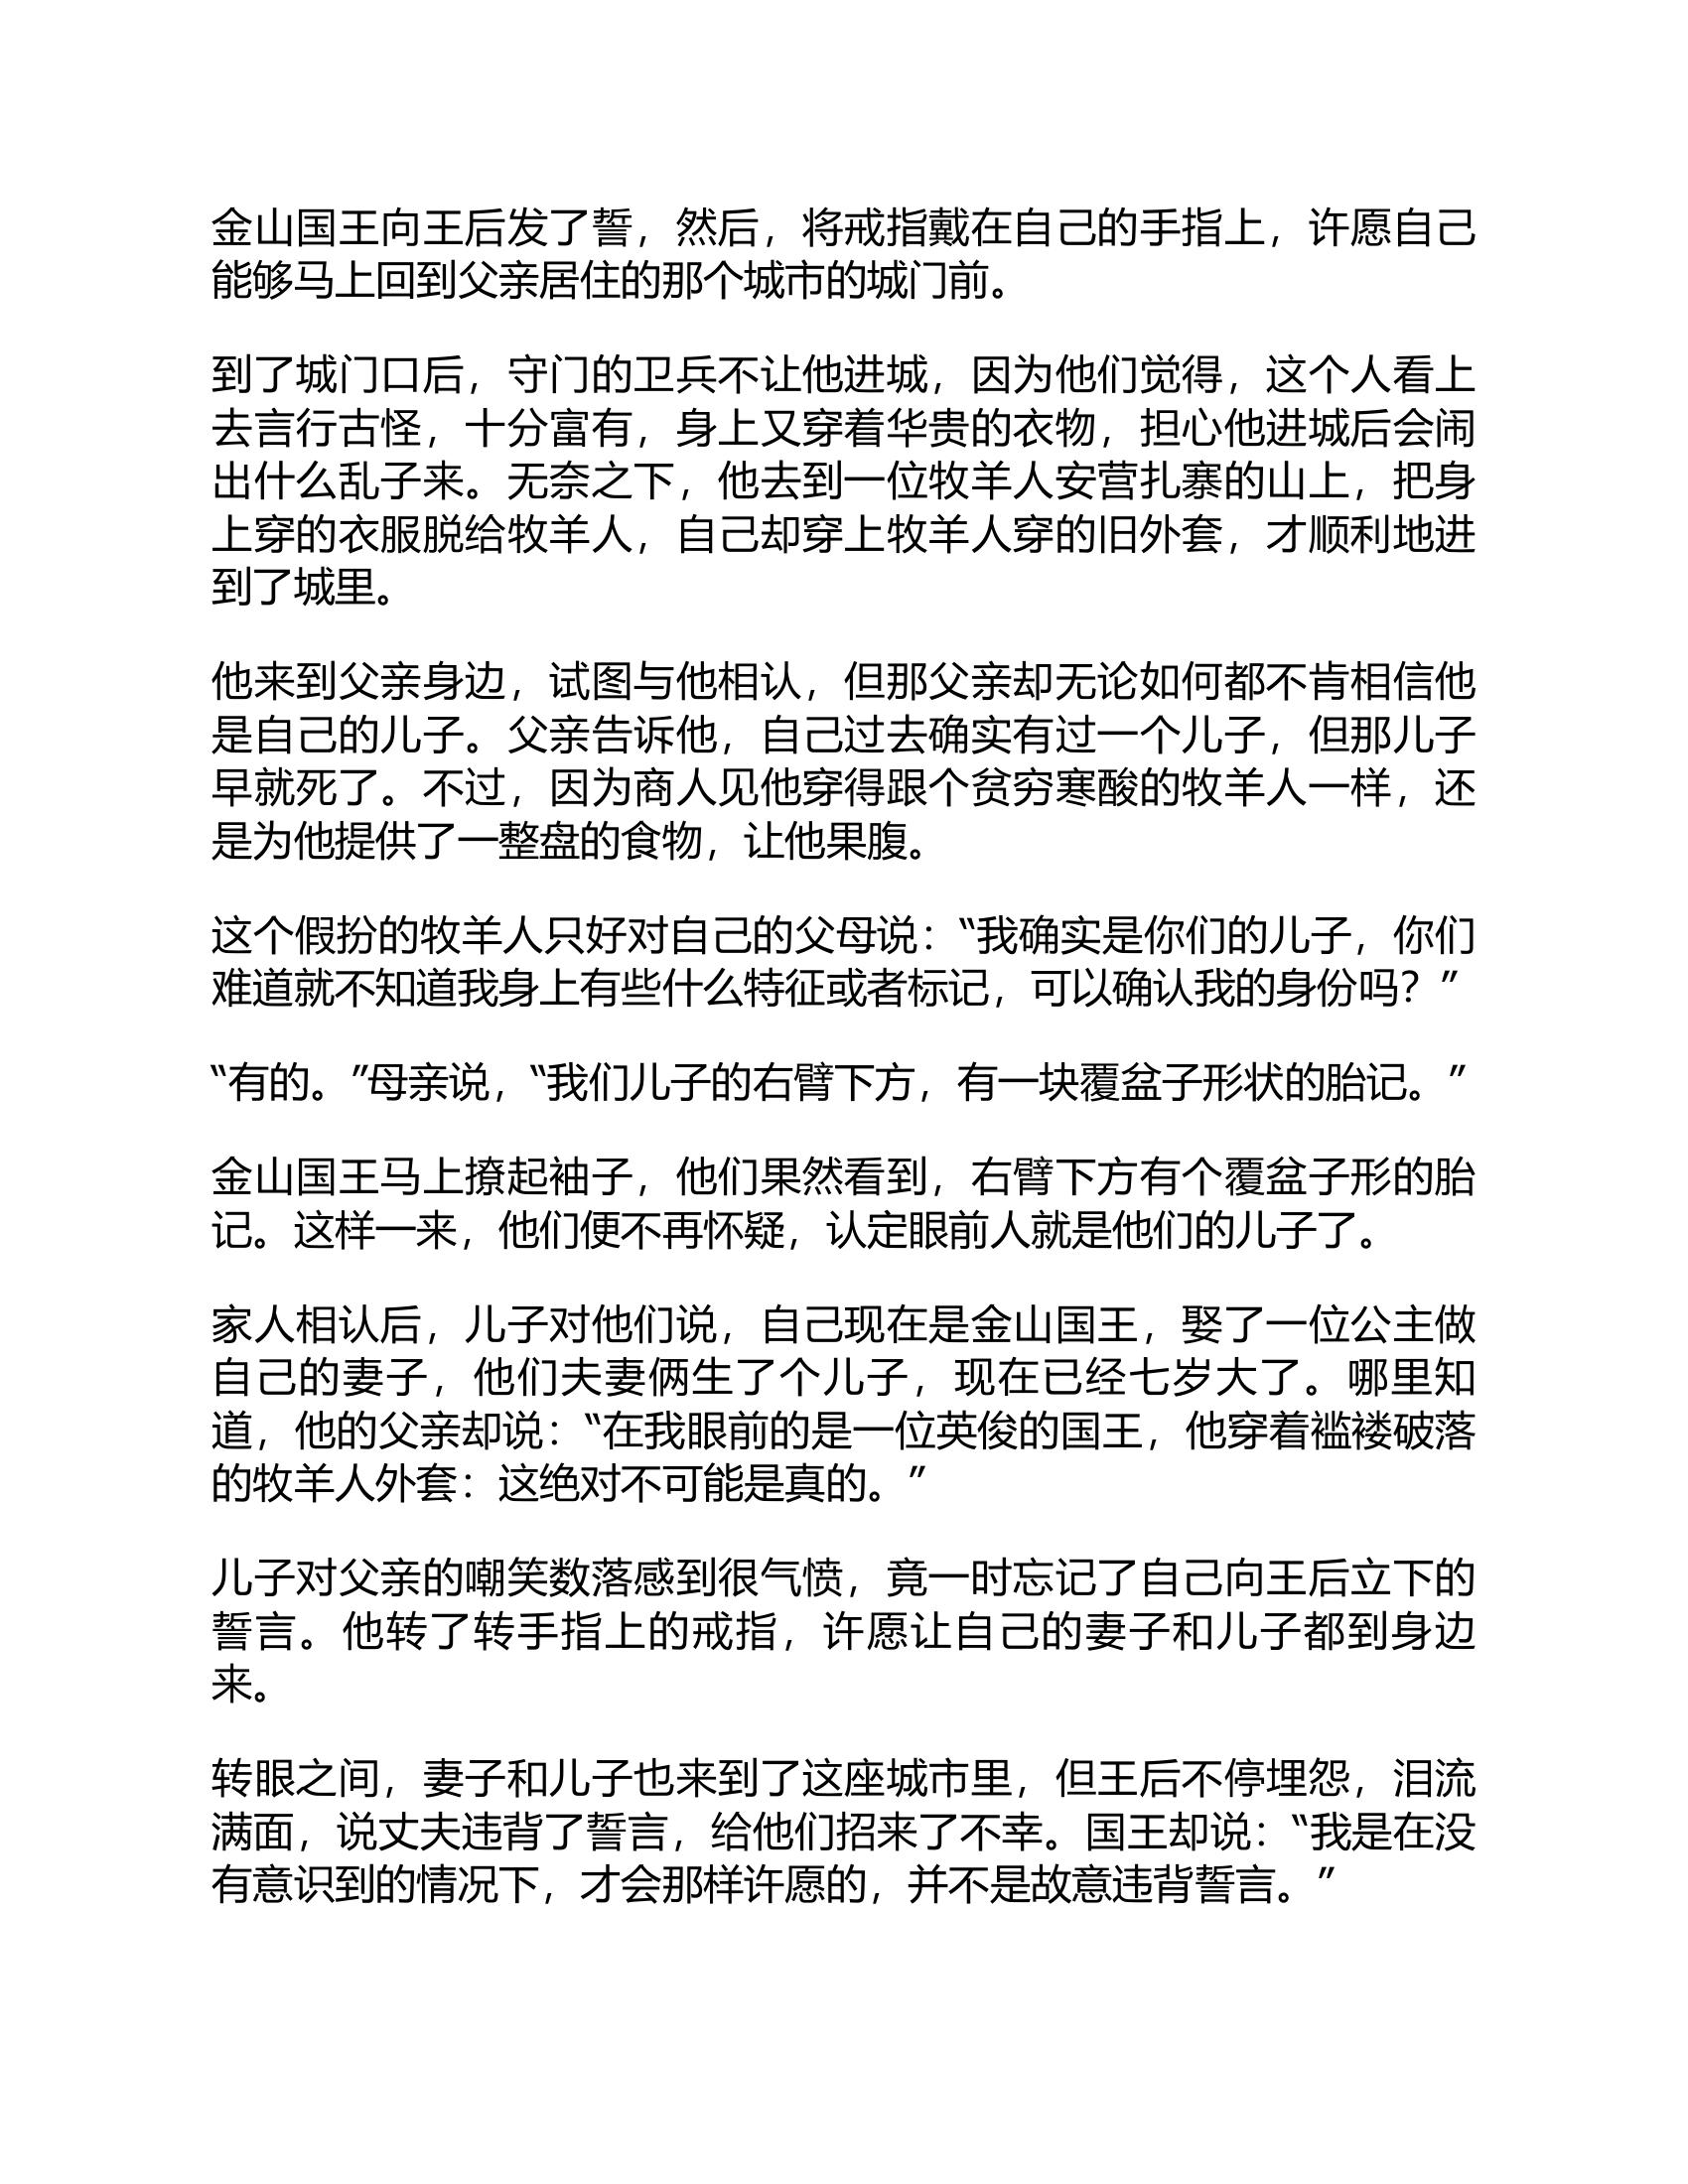 金山国王向王后发了誓，然后，将戒指戴在自己的手指上，许愿自己
能够马上回到父亲居住的那个城市的城门前。
到了城门口后，守门的卫兵不让他进城，因为他们觉得，这个人看上
去言行古怪，十分富有，身上又穿着华贵的衣物，担心他进城后会闹
出什么乱子来。无奈之下，他去到一位牧羊人安营扎寨的山上，把身
上穿的衣服脱给牧羊人，自己却穿上牧羊人穿的旧外套，才顺利地进
到了城里。
他来到父亲身边，试图与他相认，但那父亲却无论如何都不肯相信他
是自己的儿子。父亲告诉他，自己过去确实有过一个儿子，但那儿子
早就死了。不过，因为商人见他穿得跟个贫穷寒酸的牧羊人一样，还
是为他提供了一整盘的食物，让他果腹。
这个假扮的牧羊人只好对自己的父母说：“我确实是你们的儿子，你们
难道就不知道我身上有些什么特征或者标记，可以确认我的身份吗？”
“有的。”母亲说，“我们儿子的右臂下方，有一块覆盆子形状的胎记。”
金山国王马上撩起袖子，他们果然看到，右臂下方有个覆盆子形的胎
记。这样一来，他们便不再怀疑，认定眼前人就是他们的儿子了。
家人相认后，儿子对他们说，自己现在是金山国王，娶了一位公主做
自己的妻子，他们夫妻俩生了个儿子，现在已经七岁大了。哪里知
道，他的父亲却说：“在我眼前的是一位英俊的国王，他穿着褴褛破落
的牧羊人外套：这绝对不可能是真的。”
儿子对父亲的嘲笑数落感到很气愤，竟一时忘记了自己向王后立下的
誓言。他转了转手指上的戒指，许愿让自己的妻子和儿子都到身边
来。
转眼之间，妻子和儿子也来到了这座城市里，但王后不停埋怨，泪流
满面，说丈夫违背了誓言，给他们招来了不幸。国王却说：“我是在没
有意识到的情况下，才会那样许愿的，并不是故意违背誓言。”